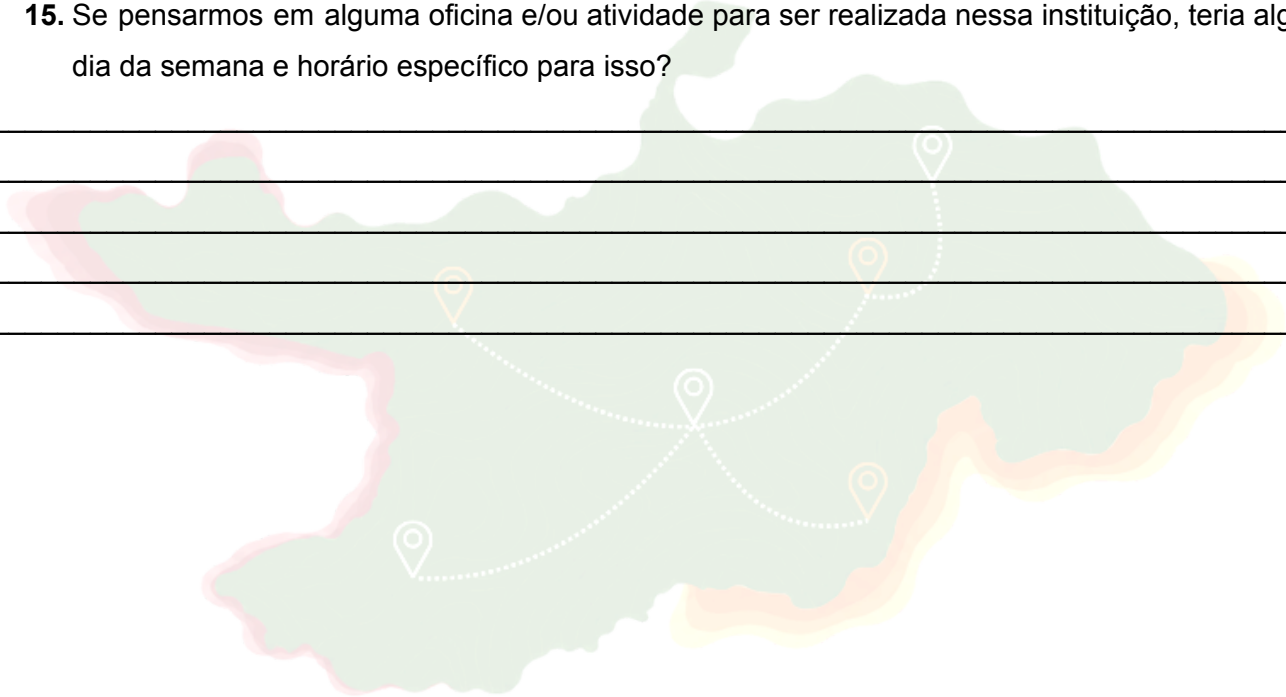 15. Se pensarmos em alguma oficina e/ou atividade para ser realizada nessa instituição, teria
dia da semana e horário específico para isso?